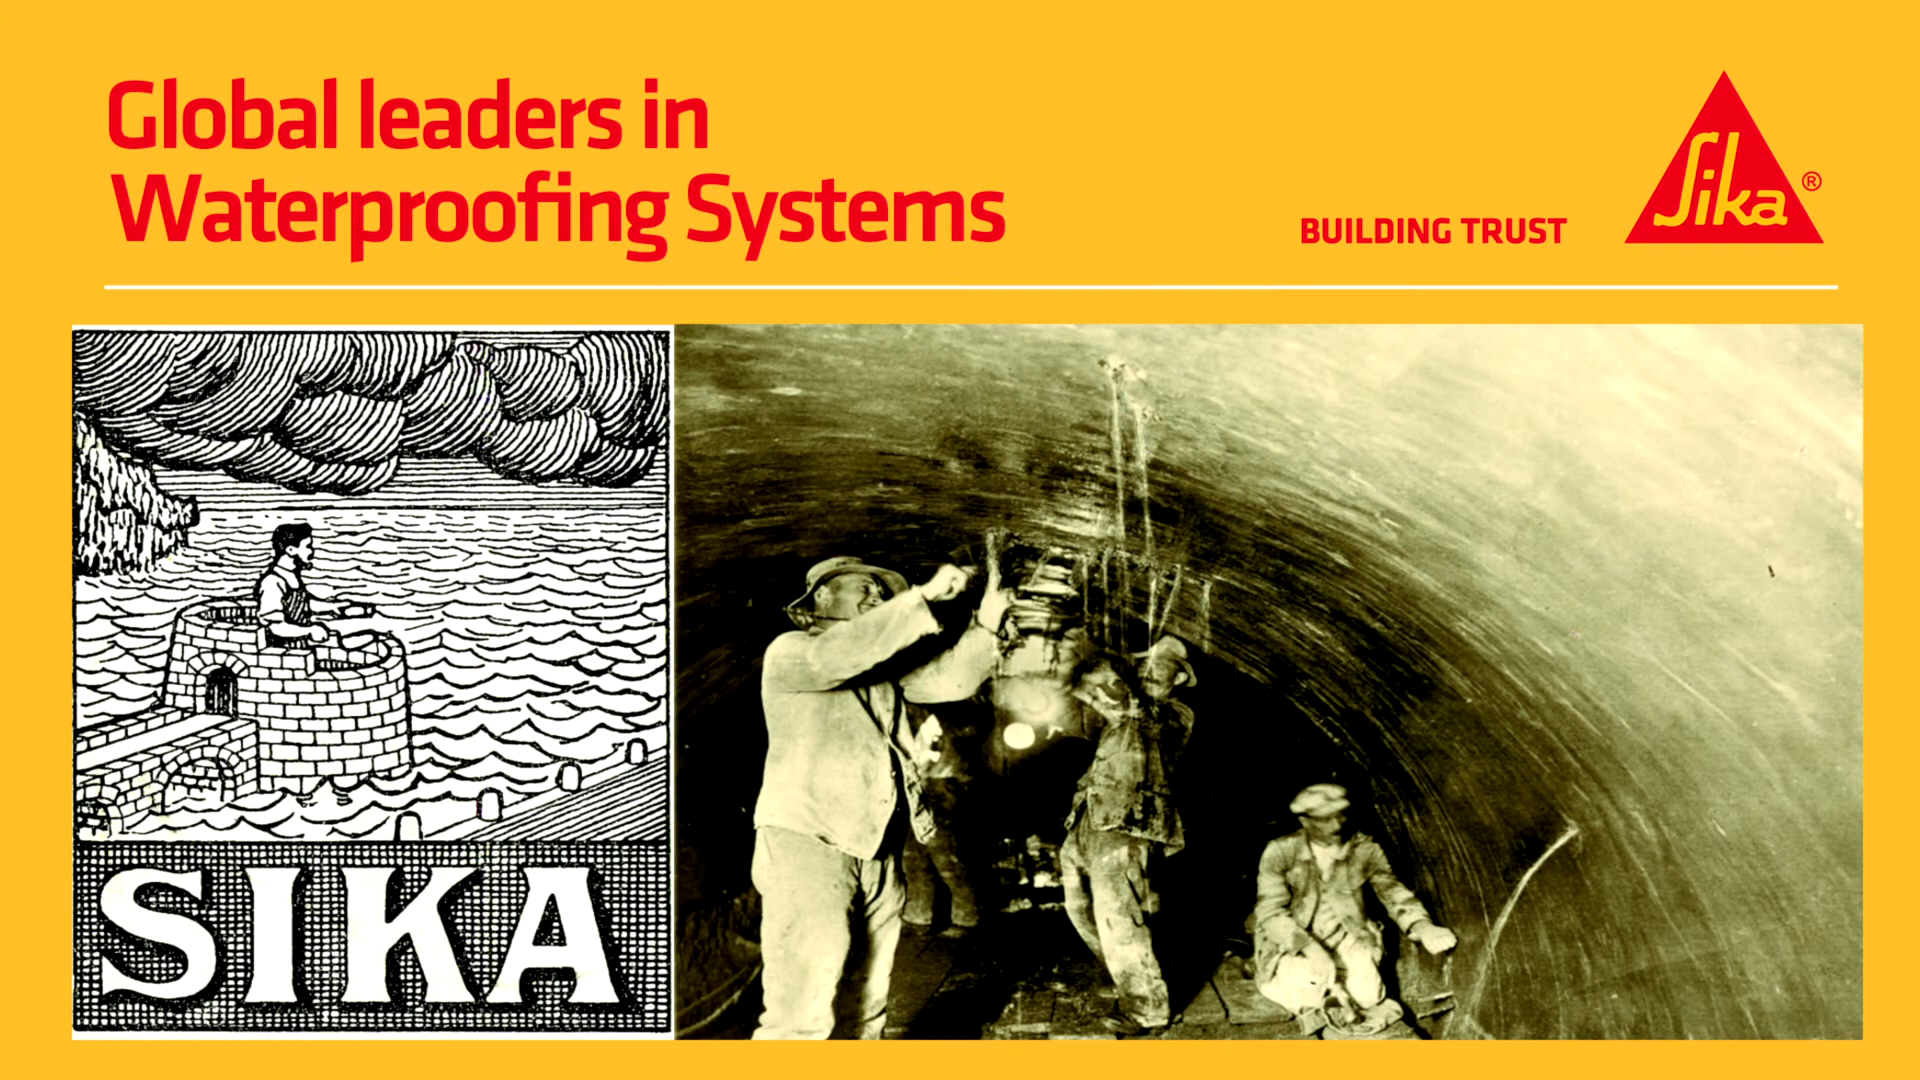 Global leaders in
Waterproofing Systems
BUILDING TRUST
Sika®
SIKA